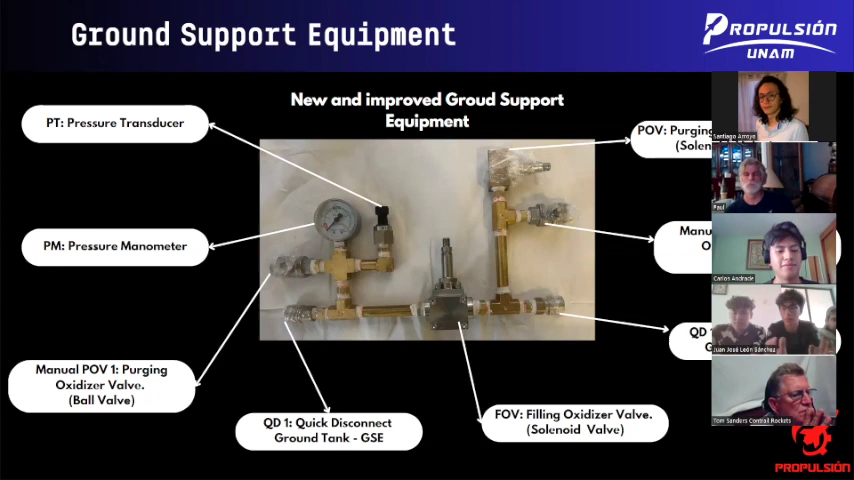 Ground Support Equipment
PROPULSIÓN
UNAM
New and improved Groud Support
Equipment
PT: Pressure Transducer
POV: Purging
PM: Pressure Manometer
Manual POV 1: Purging
Oxidizer Valve.
(Ball Valve)
QD 1: Quick Disconnect
Ground Tank - GSE
FOV: Filling Oxidizer Valve.
(Solenoid Valve)
QD
Santiago Arroyo
Paul
Carlos Andrade
Juan José León Sánchez
Tom Sanders Contrail Rockets
PROPULSIÓN